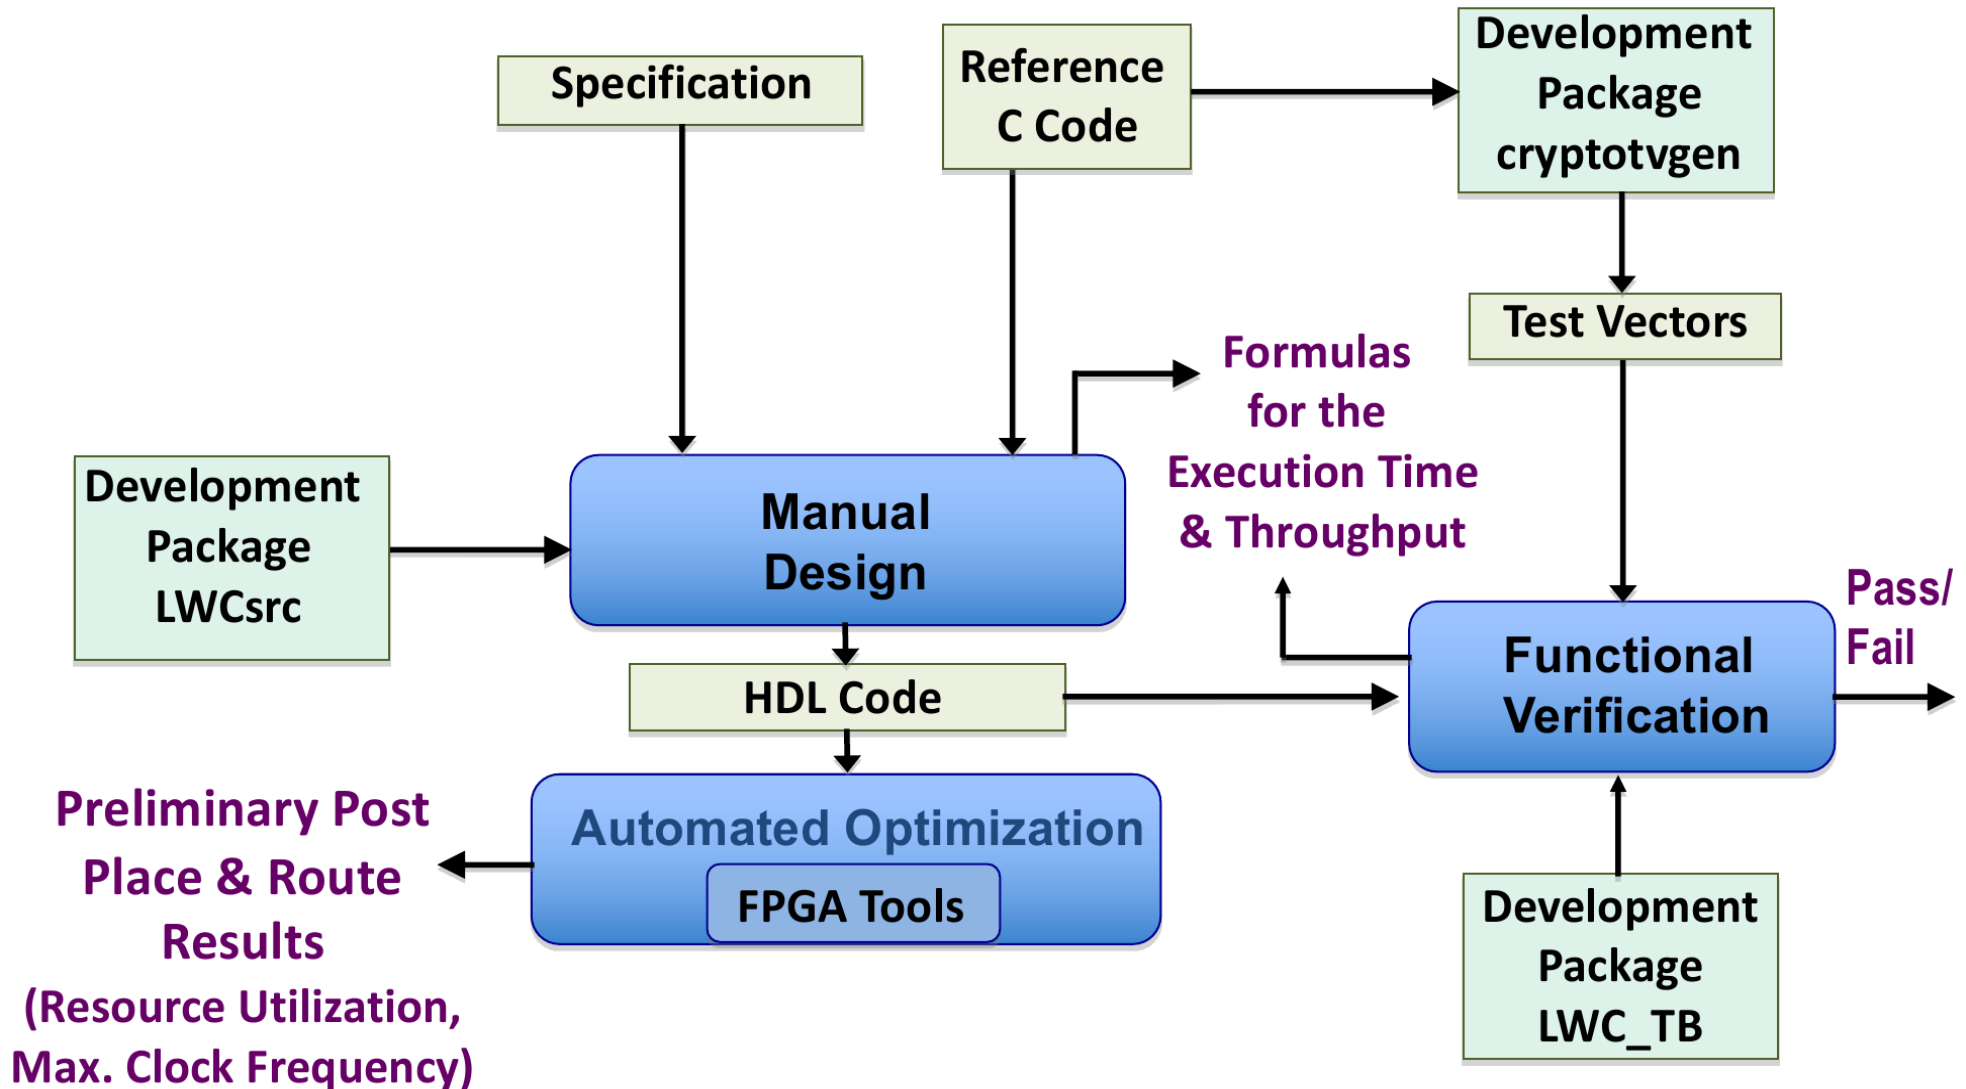 Specification
Reference
C Code
Development
Package
cryptotvgen
Test Vectors
Formulas
for the
Execution Time
& Throughput
Development
Package
LWCsrc
Manual
Design
HDL Code
Functional
Verification
Pass/
Fail
Automated Optimization
FPGA Tools
Preliminary Post
Place & Route
Results
(Resource Utilization,
Max. Clock Frequency)
Development
Package
LWC_TB